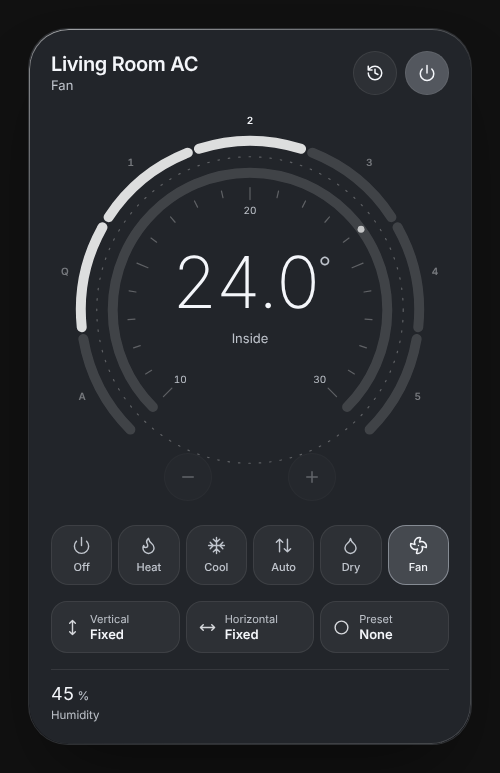 Living Room AC
Fan
2
1
3
20
Q
4
24.0°
Inside
10
30
A
5
Off
Heat
Cool
Auto
Dry
Fan
Vertical
Fixed
Horizontal
Fixed
Preset
None
45 %
Humidity